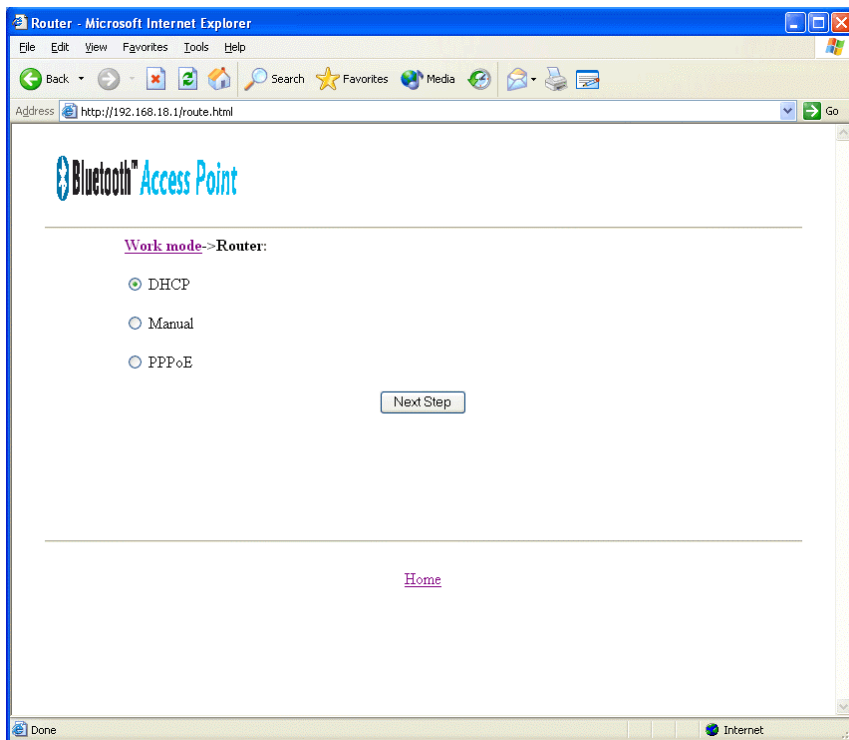 Router - Microsoft Internet Explorer
File Edit View Favorites Tools Help
Back Search Favorites Media
Address http://192.168.18.1/route.html Go
Bluetooth™ Access Point
Work mode->Router:
DHCP
Manual
PPPoE
Next Step
Home
Done Internet